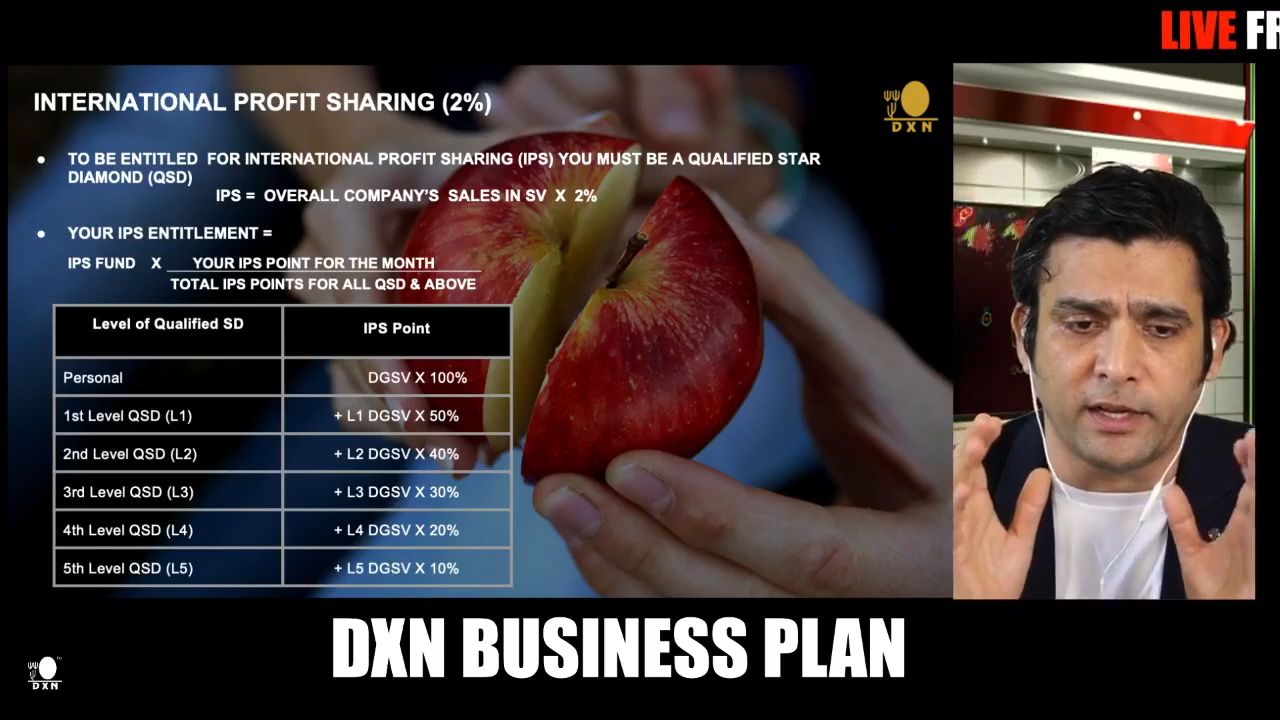 LIVE FR
INTERNATIONAL PROFIT SHARING (2%)
DXN
• TO BE ENTITLED FOR INTERNATIONAL PROFIT SHARING (IPS) YOU MUST BE A QUALIFIED STAR
DIAMOND (QSD)
IPS = OVERALL COMPANY'S SALES IN SV X 2%
• YOUR IPS ENTITLEMENT =
IPS FUND X YOUR IPS POINT FOR THE MONTH
TOTAL IPS POINTS FOR ALL QSD & ABOVE
Level of Qualified SD IPS Point
Personal DGSV X 100%
1st Level QSD (L1) + L1 DGSV X 50%
2nd Level QSD (L2) + L2 DGSV X 40%
3rd Level QSD (L3) + L3 DGSV X 30%
4th Level QSD (L4) + L4 DGSV X 20%
5th Level QSD (L5) + L5 DGSV X 10%
DXN BUSINESS PLAN
DXN